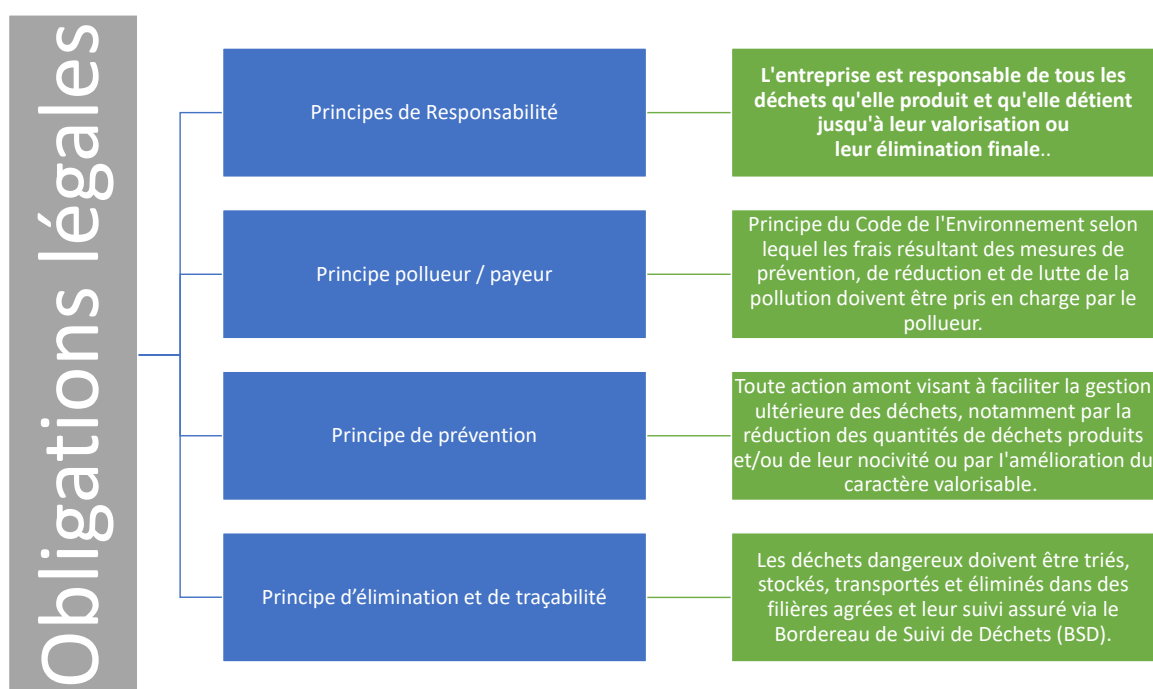 Obligations légales
Principes de Responsabilité
L'entreprise est responsable de tous les
déchets qu'elle produit et qu'elle détient
jusqu'à leur valorisation ou
leur élimination finale..
Principe pollueur / payeur
Principe du Code de l'Environnement selon
lequel les frais résultant des mesures de
prévention, de réduction et de lutte de la
pollution doivent être pris en charge par le
pollueur.
Principe de prévention
Toute action amont visant à faciliter la gestion
ultérieure des déchets, notamment par la
réduction des quantités de déchets produits
et/ou de leur nocivité ou par l'amélioration du
caractère valorisable.
Principe d’élimination et de traçabilité
Les déchets dangereux doivent être triés,
stockés, transportés et éliminés dans des
filières agrées et leur suivi assuré via le
Bordereau de Suivi de Déchets (BSD).